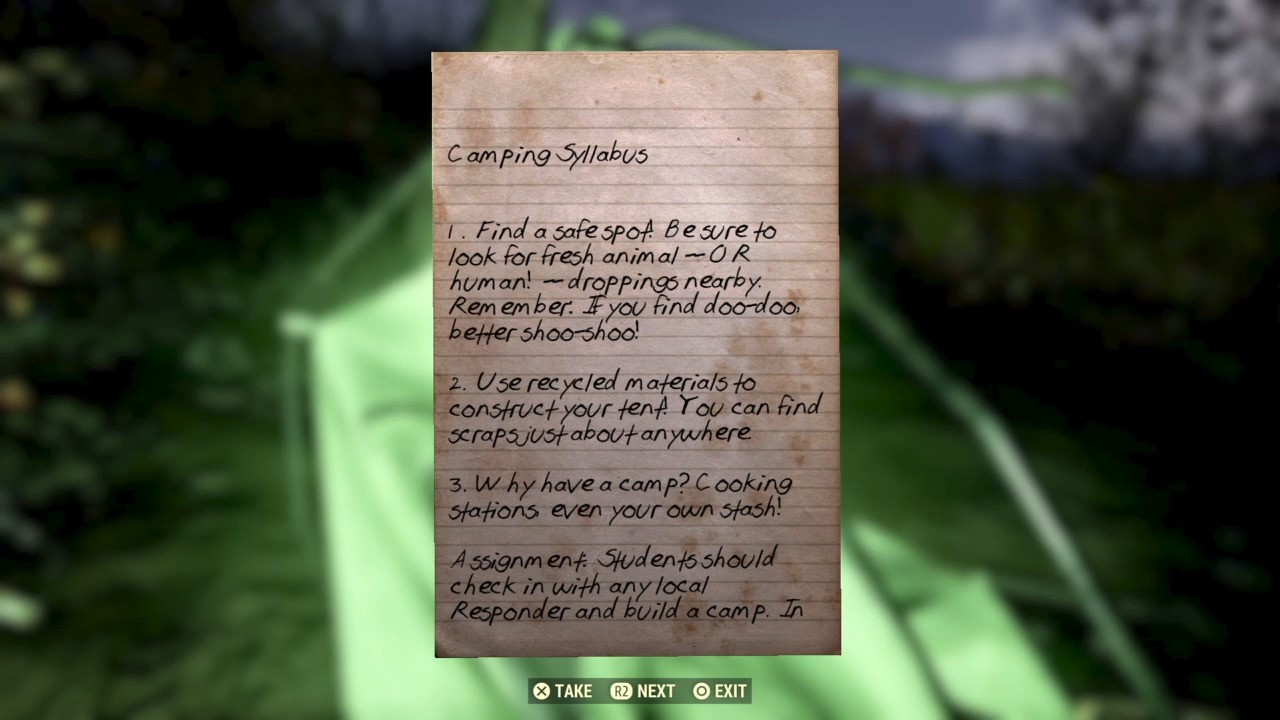 Camping Syllabus
1. Find a safe spot. Be sure to
look for fresh animal — OR
human! — droppings nearby.
Remember. If you find doo-doo,
better shoo-shoo!
2. Use recycled materials to
construct your tent. You can find
scraps just about anywhere.
3. Why have a camp? Cooking
stations, even your own stash!
Assignment: Students should
check in with any local
Responder and build a camp. In
TAKE R2 NEXT EXIT